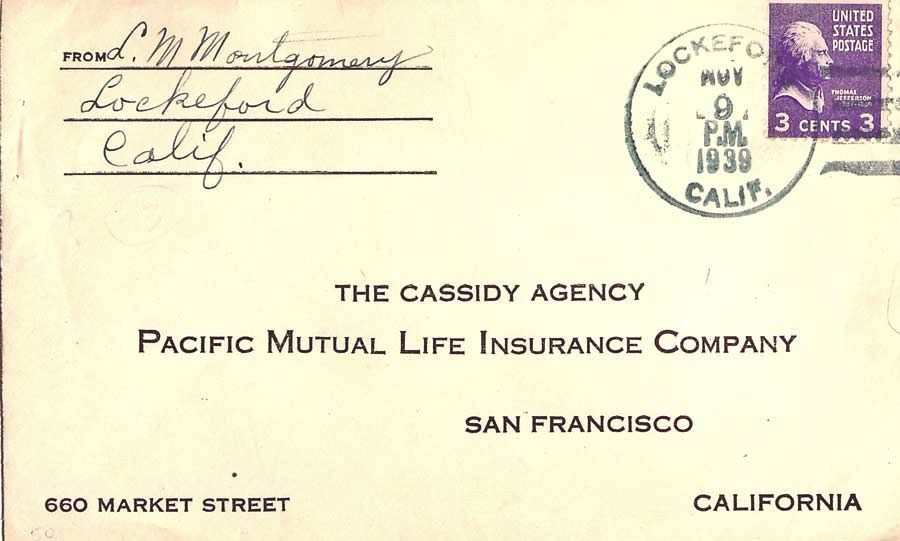 FROM L. M Montgomery
Lockeford
Calif.
LOCKEFO
NOV
9
P.M.
1939
CALIF.
UNITED
STATES
POSTAGE
THOMAS
JEFFERSON
3 CENTS 3
THE CASSIDY AGENCY
PACIFIC MUTUAL LIFE INSURANCE COMPANY
SAN FRANCISCO
660 MARKET STREET
CALIFORNIA